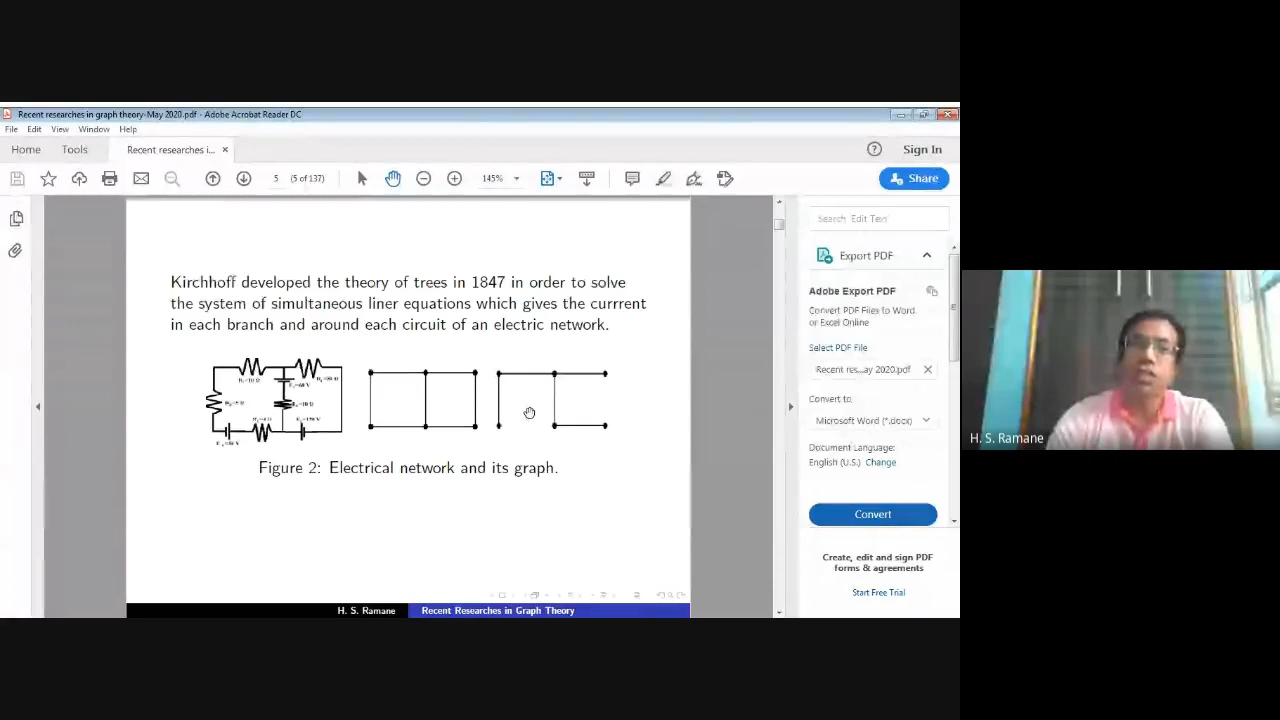 Recent researches in graph theory-May 2020.pdf - Adobe Acrobat Reader DC
File Edit View Window Help
Home Tools Recent researches i... × Sign In
5 (5 of 137) 145% Share
Kirchhoff developed the theory of trees in 1847 in order to solve
the system of simultaneous liner equations which gives the currrent
in each branch and around each circuit of an electric network.
Figure 2: Electrical network and its graph.
H. S. Ramane Recent Researches in Graph Theory
Search 'Edit Text'
Export PDF
Adobe Export PDF
Convert PDF Files to Word
or Excel Online
Select PDF File
Recent res...ay 2020.pdf
Convert to
Microsoft Word (*.docx)
Document Language:
English (U.S.) Change
Convert
Create, edit and sign PDF
forms & agreements
Start Free Trial
H. S. Ramane